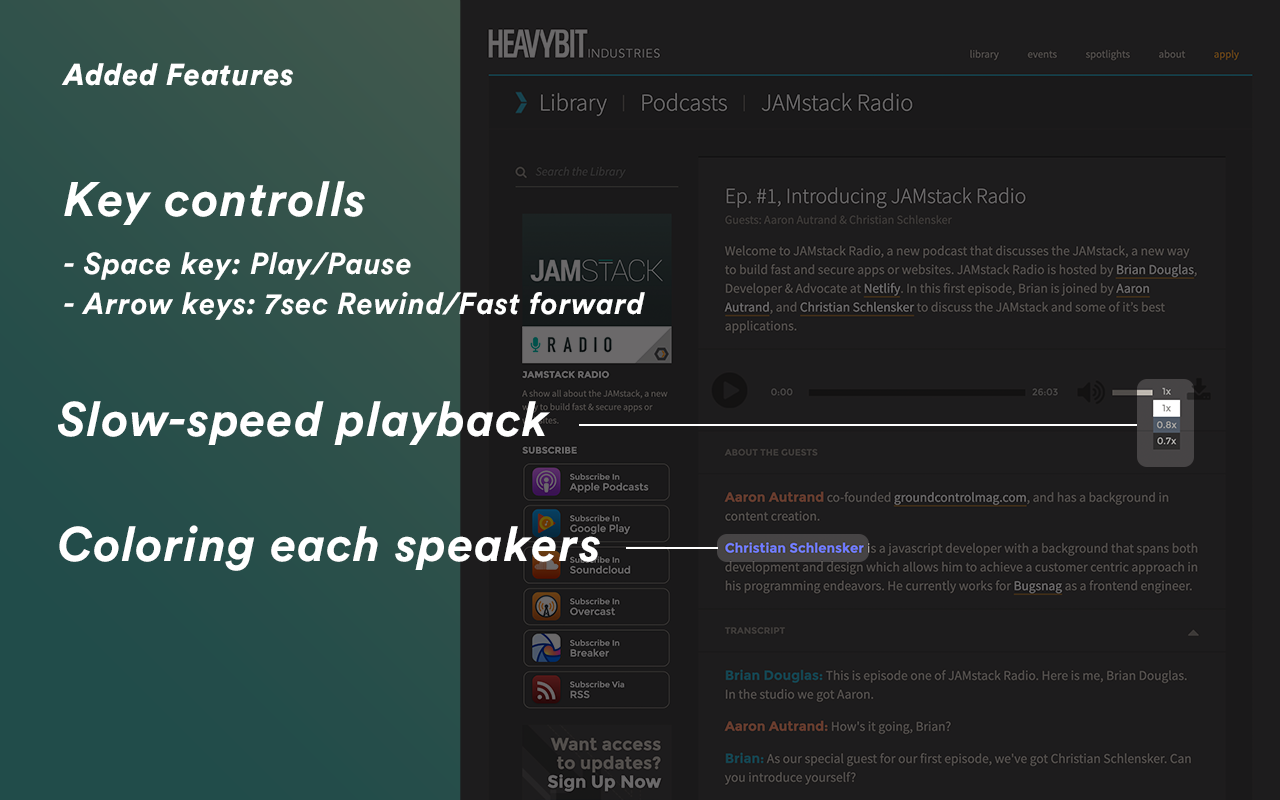 Added Features
Key controlls
- Space key: Play/Pause
- Arrow keys: 7sec Rewind/Fast forward
Slow-speed playback
Coloring each speakers
HEAVYBIT INDUSTRIES
library events spotlights about apply
Library | Podcasts | JAMstack Radio
Search the Library
JAMSTACK
RADIO
JAMSTACK RADIO
A show all about the JAMstack, a new
to build fast & secure apps or
SUBSCRIBE
Subscribe In
Apple Podcasts
Subscribe In
Google Play
Soundcloud
Subscribe In
Overcast
Subscribe In
Breaker
Subscribe Via
RSS
Want access
to updates?
Sign Up Now
Ep. #1, Introducing JAMstack Radio
Guests: Aaron Autrand & Christian Schlensker
Welcome to JAMstack Radio, a new podcast that discusses the JAMstack, a new way
to build fast and secure apps or websites. JAMstack Radio is hosted by Brian Douglas,
Developer & Advocate at Netlify. In this first episode, Brian is joined by Aaron
Autrand, and Christian Schlensker to discuss the JAMstack and some of it's best
applications.
0:00 26:03 1x
1x
0.8x
0.7x
ABOUT THE GUESTS
Aaron Autrand co-founded groundcontrolmag.com, and has a background in
content creation.
Christian Schlensker is a javascript developer with a background that spans both
development and design which allows him to achieve a customer centric approach in
his programming endeavors. He currently works for Bugsnag as a frontend engineer.
TRANSCRIPT
Brian Douglas: This is episode one of JAMstack Radio. Here is me, Brian Douglas.
In the studio we got Aaron.
Aaron Autrand: How's it going, Brian?
Brian: As our special guest for our first episode, we've got Christian Schlensker. Can
you introduce yourself?